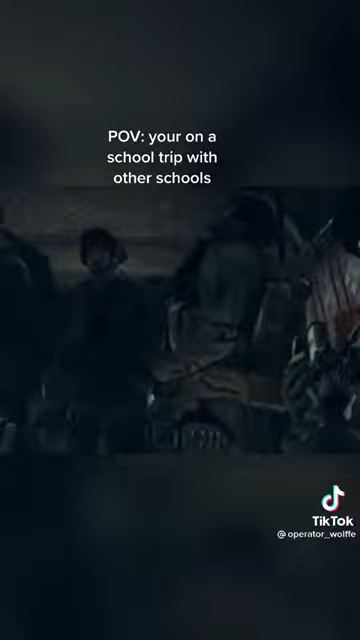 POV: your on a
school trip with
other schools
TikTok
@operator_wolffe